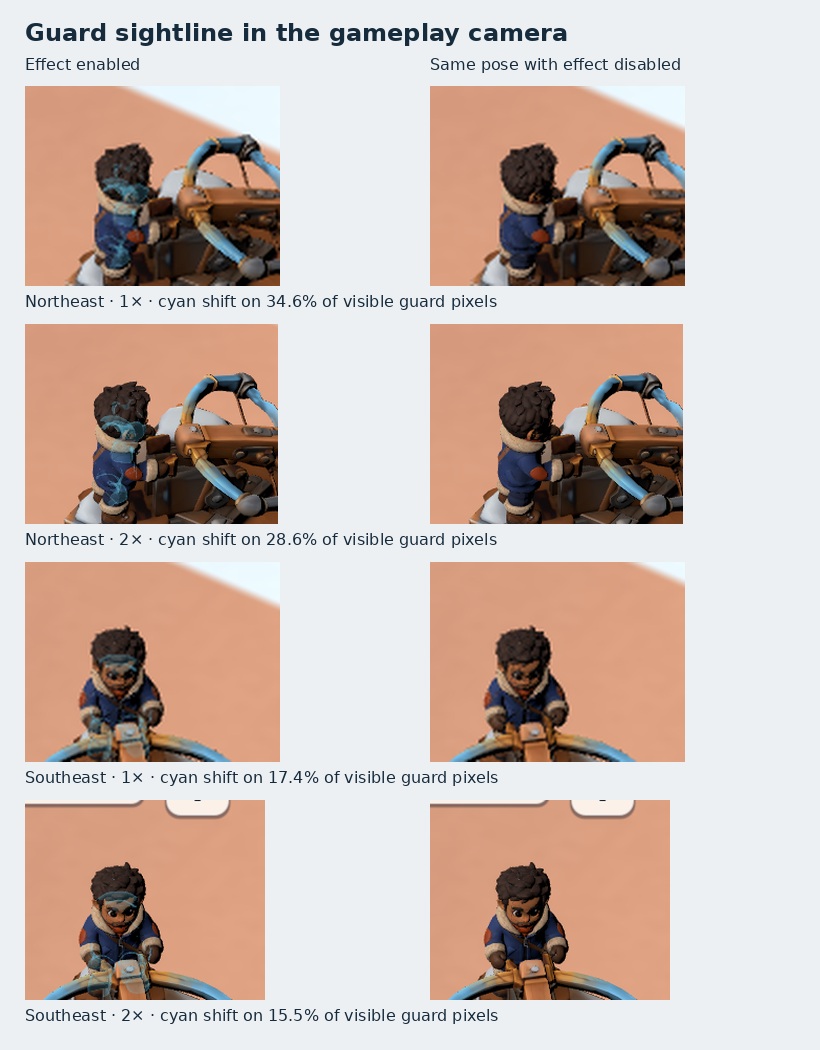 Guard sightline in the gameplay camera
Effect enabled
Same pose with effect disabled
Northeast · 1× · cyan shift on 34.6% of visible guard pixels
Northeast · 2× · cyan shift on 28.6% of visible guard pixels
Southeast · 1× · cyan shift on 17.4% of visible guard pixels
Southeast · 2× · cyan shift on 15.5% of visible guard pixels